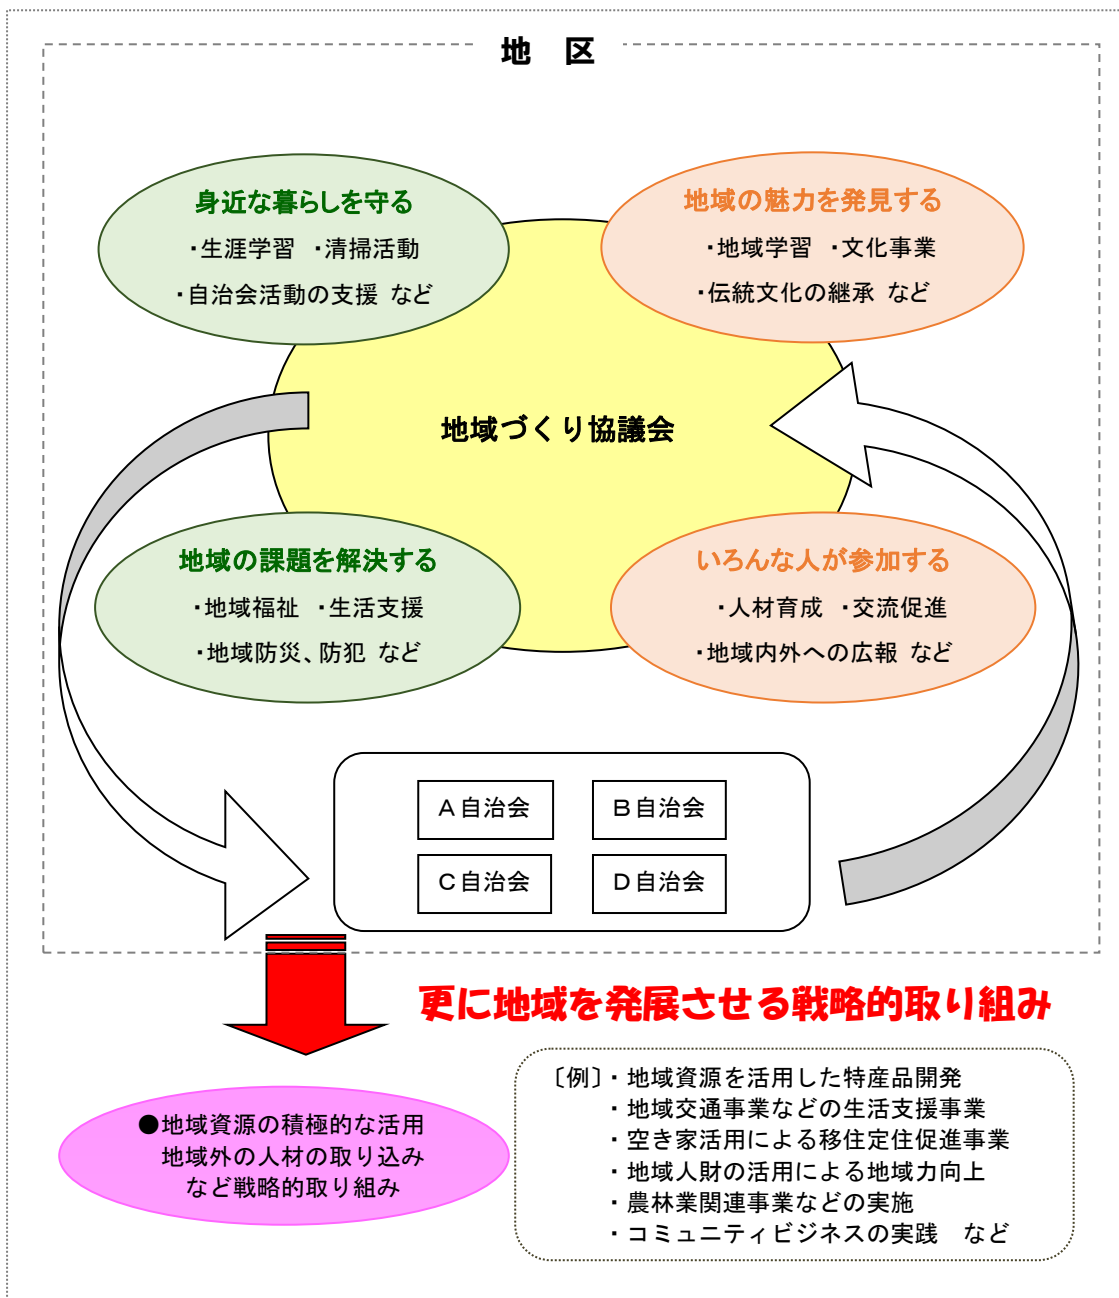 地　区
身近な暮らしを守る
・生涯学習　・清掃活動
・自治会活動の支援 など
地域の魅力を発見する
・地域学習　・文化事業
・伝統文化の継承 など
地域づくり協議会
地域の課題を解決する
・地域福祉　・生活支援
・地域防災、防犯 など
いろんな人が参加する
・人材育成　・交流促進
・地域内外への広報 など
Ａ自治会
Ｂ自治会
Ｃ自治会
Ｄ自治会
更に地域を発展させる戦略的取り組み
●地域資源の積極的な活用
地域外の人材の取り込み
など戦略的取り組み
〔例〕・地域資源を活用した特産品開発
・地域交通事業などの生活支援事業
・空き家活用による移住定住促進事業
・地域人財の活用による地域力向上
・農林業関連事業などの実施
・コミュニティビジネスの実践　など